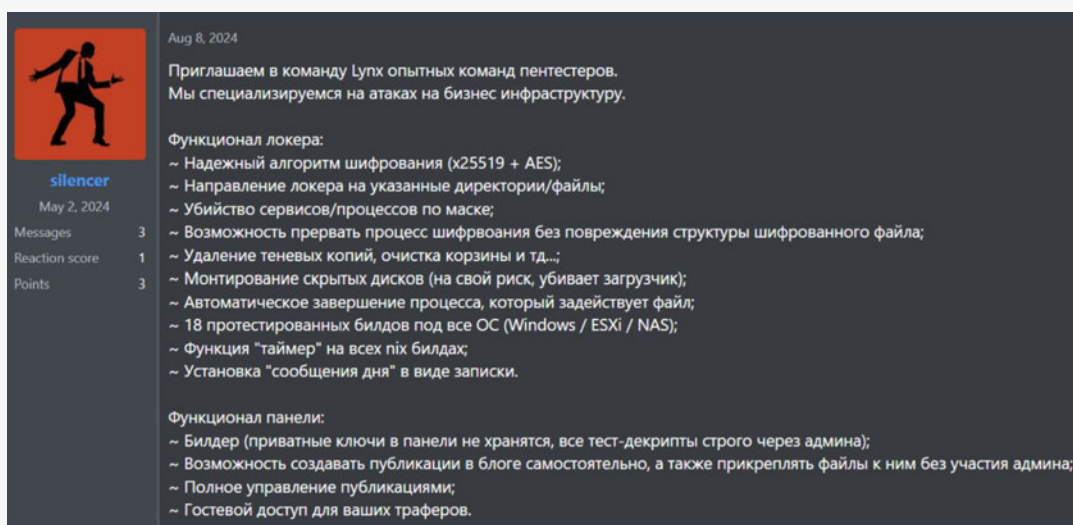 Aug 8, 2024
Приглашаем в команду Lynx опытных команд пентестеров.
Мы специализируемся на атаках на бизнес инфраструктуру.
Функционал локера:
~ Надежный алгоритм шифрования (x25519 + AES);
~ Направление локера на указанные директории/файлы;
~ Убийство сервисов/процессов по маске;
~ Возможность прервать процесс шифрвоания без повреждения структуры шифрованного файла;
~ Удаление теневых копий, очистка корзины и тд...;
~ Монтирование скрытых дисков (на свой риск, убивает загрузчик);
~ Автоматическое завершение процесса, который задействует файл;
~ 18 протестированных билдов под все ОС (Windows / ESXi / NAS);
~ Функция "таймер" на всех nix билдах;
~ Установка "сообщения дня" в виде записки.
Функционал панели:
~ Билдер (приватные ключи в панели не хранятся, все тест-декрипты строго через админа);
~ Возможность создавать публикации в блоге самостоятельно, а также прикреплять файлы к ним без участия админа;
~ Полное управление публикациями;
~ Гостевой доступ для ваших траферов.
silencer
May 2, 2024
Messages 3
Reaction score 1
Points 3